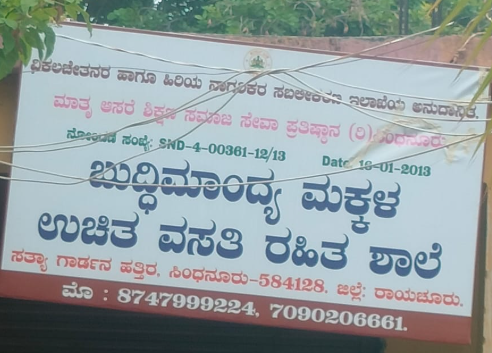 ವಿಕಲಚೇತನರ ಹಾಗೂ ಹಿರಿಯ ನಾಗರಿಕರ ಸಬಲೀಕರಣ ಇಲಾಖೆಯ ಅನುದಾನಿತ,
ಮಾತೃ ಆಸರೆ ಶಿಕ್ಷಣ ಸಮಾಜ ಸೇವಾ ಪ್ರತಿಷ್ಠಾನ (ರಿ) ಸಿಂಧನೂರು
ನೋಂದಣಿ ಸಂಖ್ಯೆ: SND-4-00361-12/13 Date 16-01-2013
ಬುದ್ಧಿಮಾಂದ್ಯ ಮಕ್ಕಳ
ಉಚಿತ ವಸತಿ ರಹಿತ ಶಾಲೆ
ಸತ್ಯಾ ಗಾರ್ಡನ ಹತ್ತಿರ, ಸಿಂಧನೂರು-584128. ಜಿಲ್ಲೆ: ರಾಯಚೂರು.
ಮೊ : 8747999224, 7090206661.